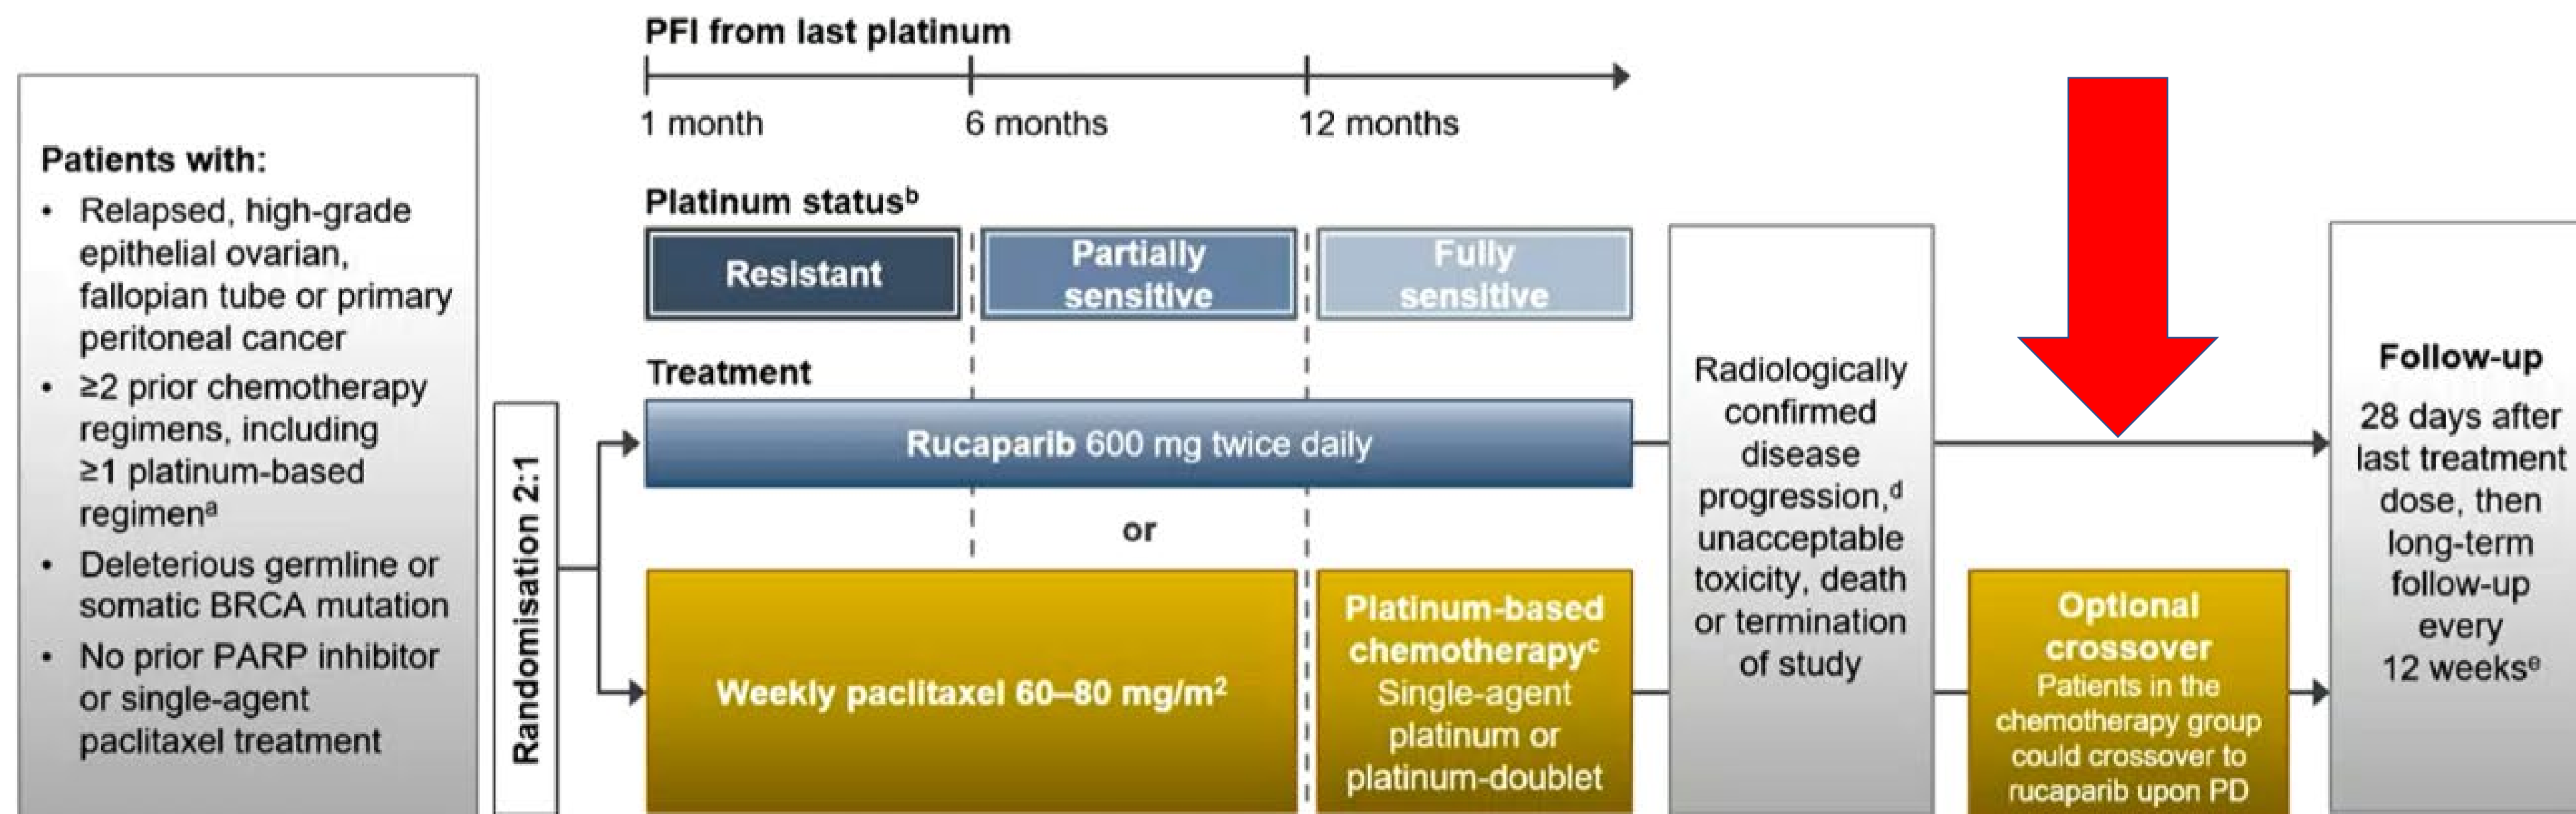 Patients with:
• Relapsed, high-grade
epithelial ovarian,
fallopian tube or primary
peritoneal cancer
• ≥2 prior chemotherapy
regimens, including
≥1 platinum-based
regimenᵃ
• Deleterious germline or
somatic BRCA mutation
• No prior PARP inhibitor
or single-agent
paclitaxel treatment
Randomisation 2:1
PFI from last platinum
1 month
6 months
12 months
Platinum statusᵇ
Resistant
Partially
sensitive
Fully
sensitive
Treatment
Rucaparib 600 mg twice daily
or
Weekly paclitaxel 60–80 mg/m²
Platinum-based
chemotherapyᶜ
Single-agent
platinum or
platinum-doublet
Radiologically
confirmed
disease
progression,ᵈ
unacceptable
toxicity, death
or termination
of study
Optional
crossover
Patients in the
chemotherapy group
could crossover to
rucaparib upon PD
Follow-up
28 days after
last treatment
dose, then
long-term
follow-up
every
12 weeksᵉ